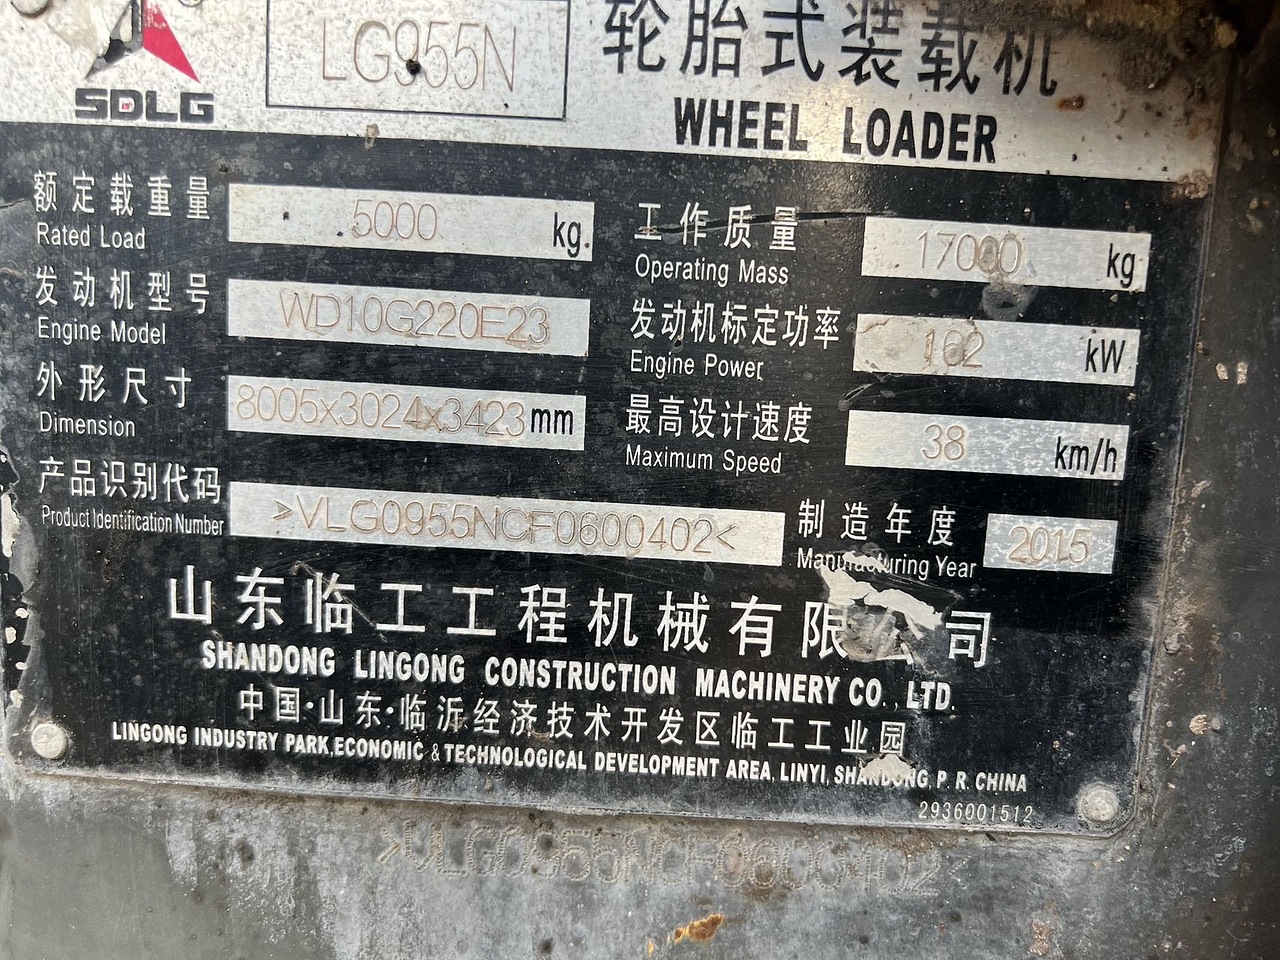 SDLG
LG955N
轮胎式装载机
WHEEL LOADER
额定载重量
Rated Load
5000 kg.
工作质量
Operating Mass
17000 kg
发动机型号
Engine Model
WD10G220E23
发动机标定功率
Engine Power
162 kW
外形尺寸
Dimension
8005x3024x3423 mm
最高设计速度
Maximum Speed
38 km/h
产品识别代码
Product Identification Number
>VLG0955NCF0600402<
制造年度
Manufacturing Year
2015
山东临工工程机械有限公司
SHANDONG LINGONG CONSTRUCTION MACHINERY CO., LTD.
中国·山东·临沂经济技术开发区临工工业园
LINGONG INDUSTRY PARK,ECONOMIC & TECHNOLOGICAL DEVELOPMENT AREA, LINYI, SHANDONG, P. R. CHINA
2936001512
>VLG0955NCF0600402<